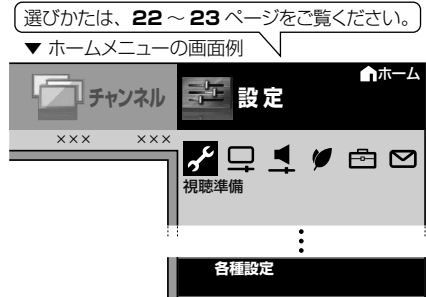 選びかたは、22～23 ページをご覧ください。
▼ ホームメニューの画面例
ホーム
チャンネル
設定
××× ×××
視聴準備
各種設定